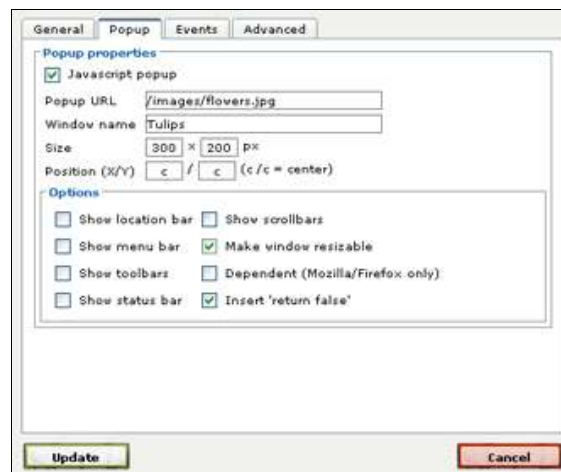 General Popup Events Advanced
Popup properties
Javascript popup
Popup URL /images/flowers.jpg
Window name Tulips
Size 300 × 200 px
Position (X/Y) c / c (c/c = center)
Options
Show location bar Show scrollbars
Show menu bar Make window resizable
Show toolbars Dependent (Mozilla/Firefox only)
Show status bar Insert 'return false'
Update Cancel